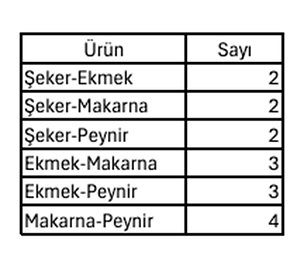 Ürün Sayı
Şeker-Ekmek 2
Şeker-Makarna 2
Şeker-Peynir 2
Ekmek-Makarna 3
Ekmek-Peynir 3
Makarna-Peynir 4